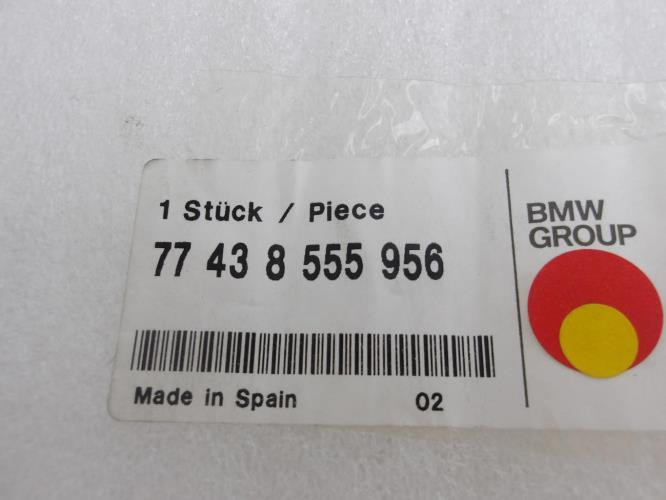 1 Stück / Piece
77 43 8 555 956
Made in Spain 02
BMW
GROUP